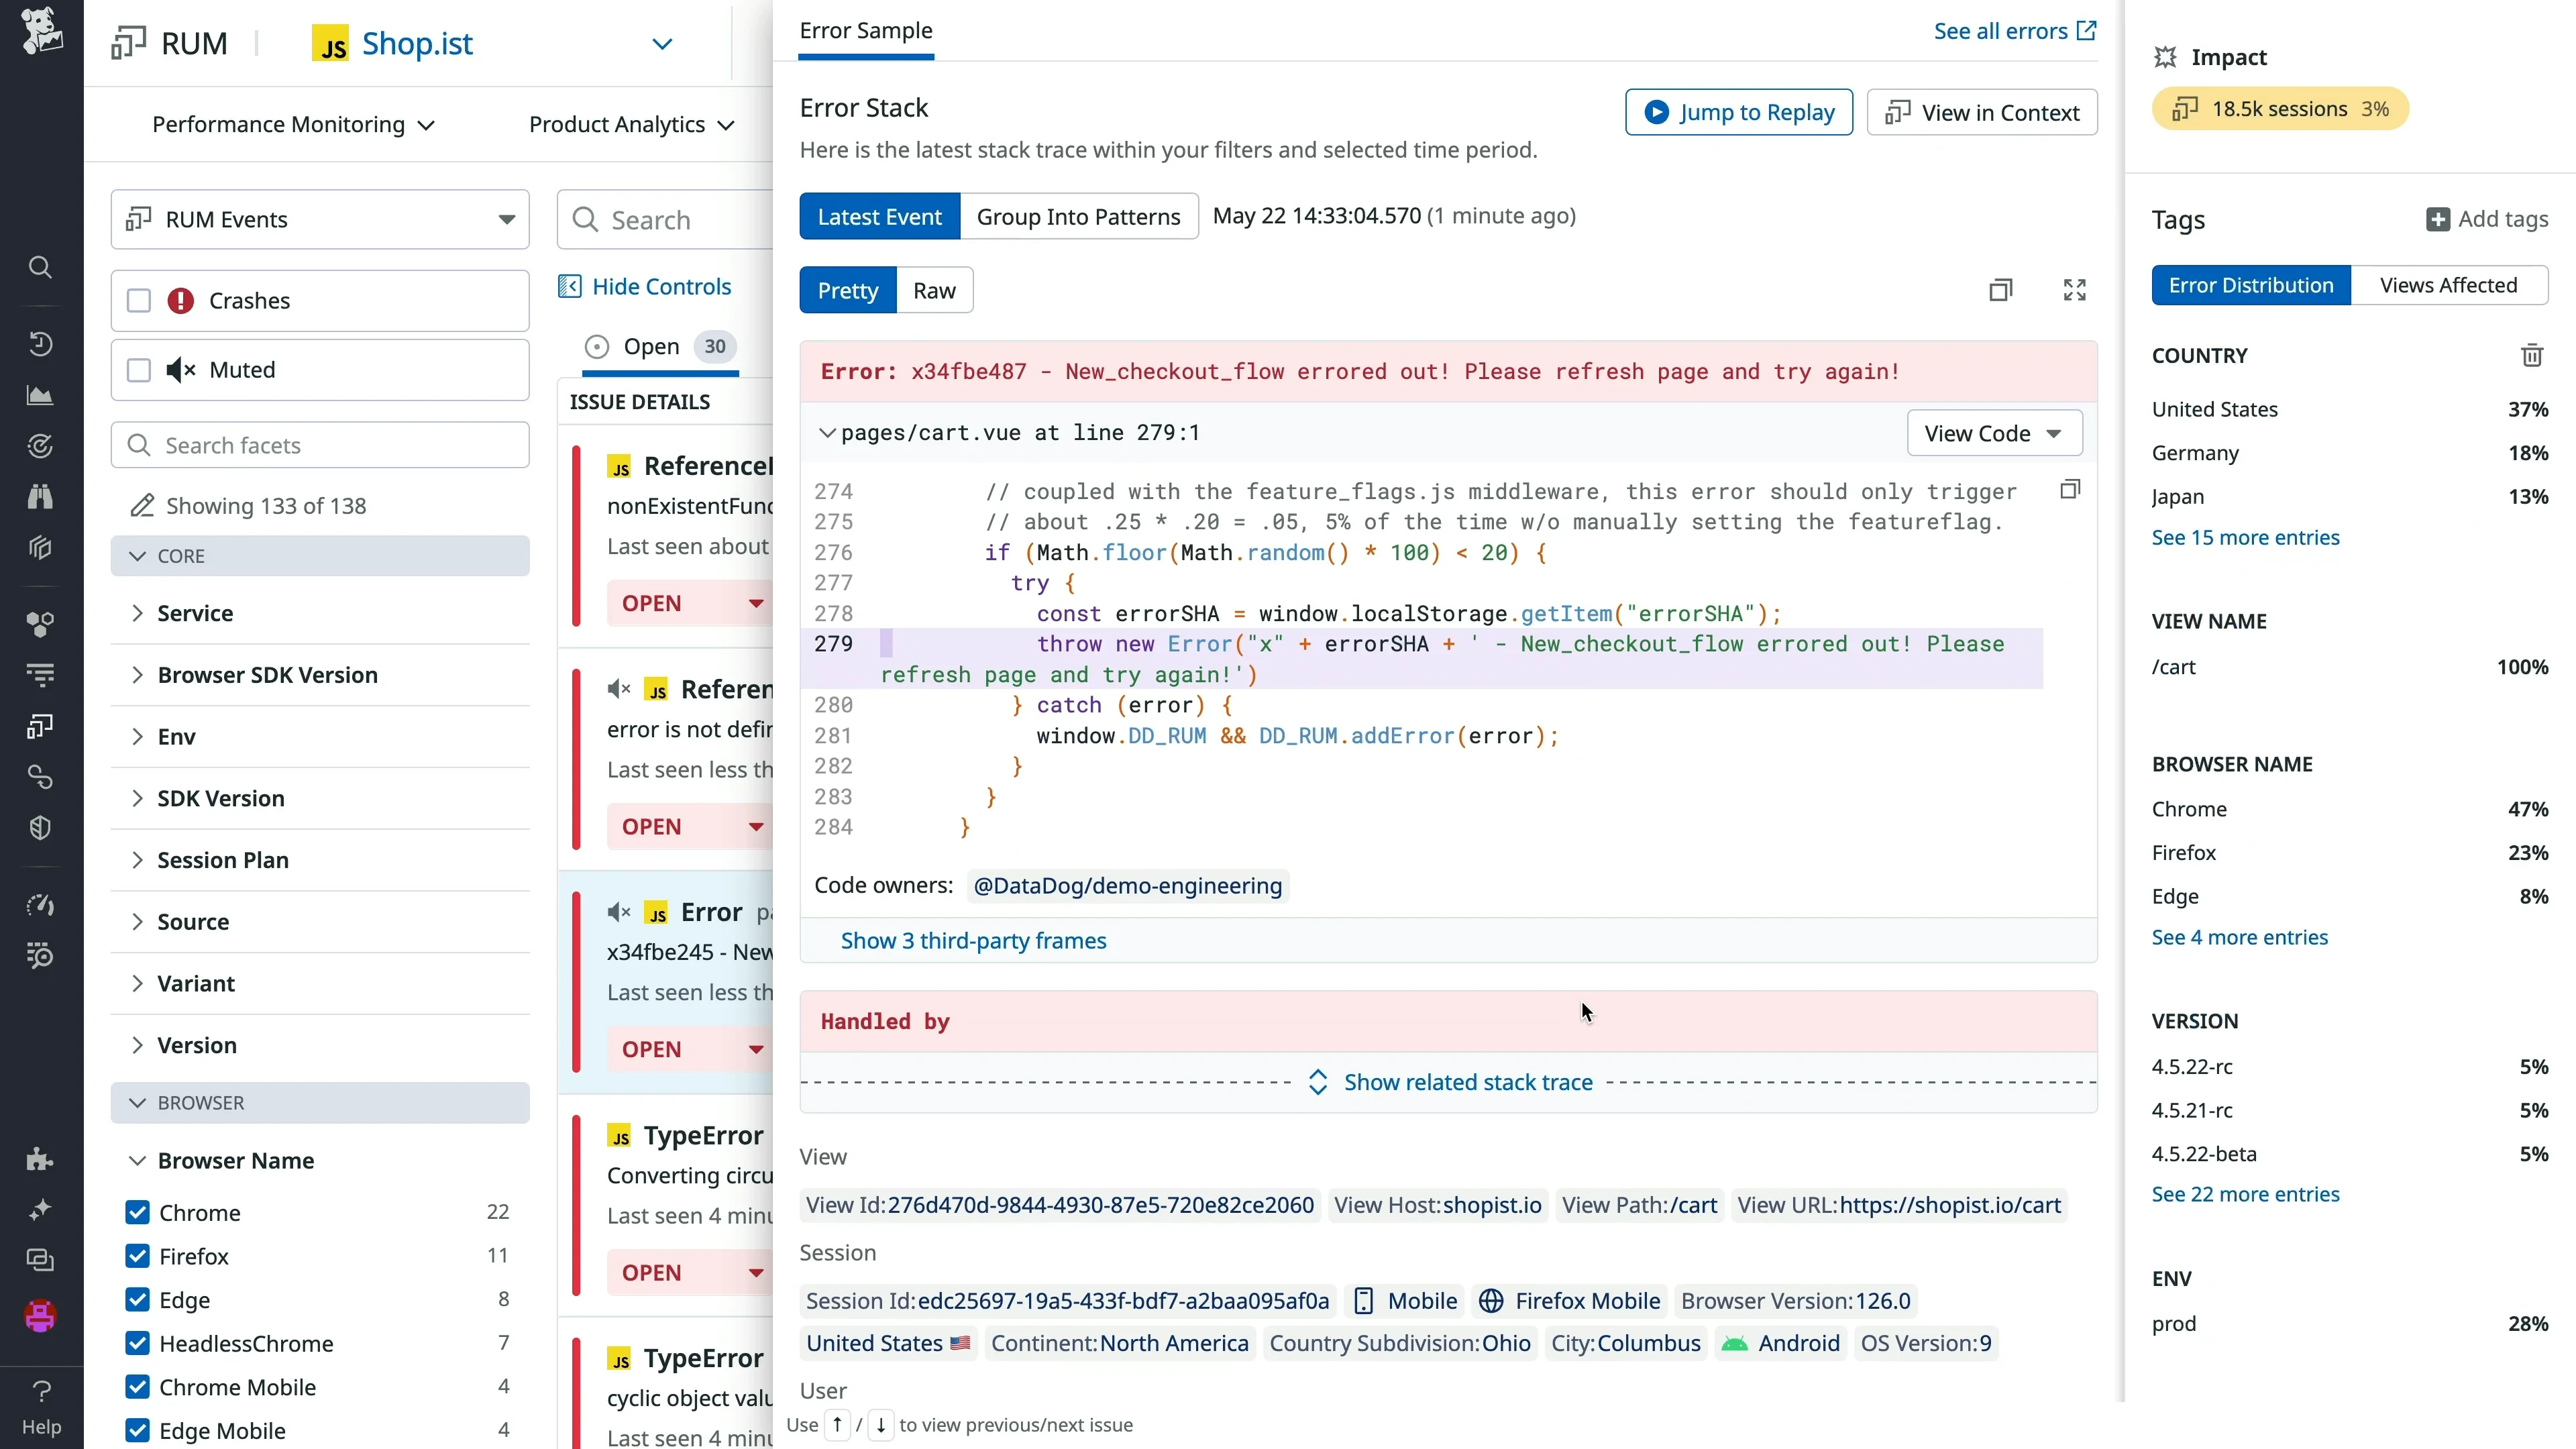 RUM
JS Shop.ist
Performance Monitoring
Product Analytics
RUM Events
Crashes
Muted
Search facets
Showing 133 of 138
CORE
Service
Browser SDK Version
Env
SDK Version
Session Plan
Source
Variant
Version
BROWSER
Browser Name
Chrome 22
Firefox 11
Edge 8
HeadlessChrome 7
Chrome Mobile 4
Edge Mobile 4
Help
Search
Hide Controls
Open 30
ISSUE DETAILS
JS Reference
nonExistentFunc
Last seen about
OPEN
JS Referen
error is not defin
Last seen less th
OPEN
JS Error pa
x34fbe245 - New
Last seen less th
OPEN
JS TypeError
Converting circu
Last seen 4 minu
OPEN
JS TypeError
cyclic object valu
Last seen 4 minu
Error Sample
See all errors
Error Stack
Jump to Replay
View in Context
Here is the latest stack trace within your filters and selected time period.
Latest Event Group Into Patterns May 22 14:33:04.570 (1 minute ago)
Pretty Raw
Error: x34fbe487 - New_checkout_flow errored out! Please refresh page and try again!
pages/cart.vue at line 279:1
View Code
274 // coupled with the feature_flags.js middleware, this error should only trigger
275 // about .25 * .20 = .05, 5% of the time w/o manually setting the featureflag.
276 if (Math.floor(Math.random() * 100) < 20) {
277 try {
278 const errorSHA = window.localStorage.getItem("errorSHA");
279 throw new Error("x" + errorSHA + ' - New_checkout_flow errored out! Please
refresh page and try again!')
280 } catch (error) {
281 window.DD_RUM && DD_RUM.addError(error);
282 }
283 }
284 }
Code owners: @DataDog/demo-engineering
Show 3 third-party frames
Handled by
Show related stack trace
View
View Id:276d470d-9844-4930-87e5-720e82ce2060 View Host:shopist.io View Path:/cart View URL:https://shopist.io/cart
Session
Session Id:edc25697-19a5-433f-bdf7-a2baa095af0a Mobile Firefox Mobile Browser Version:126.0
United States Continent:North America Country Subdivision:Ohio City:Columbus Android OS Version:9
User
Use ↑ / ↓ to view previous/next issue
Impact
18.5k sessions 3%
Tags
Add tags
Error Distribution Views Affected
COUNTRY
United States 37%
Germany 18%
Japan 13%
See 15 more entries
VIEW NAME
/cart 100%
BROWSER NAME
Chrome 47%
Firefox 23%
Edge 8%
See 4 more entries
VERSION
4.5.22-rc 5%
4.5.21-rc 5%
4.5.22-beta 5%
See 22 more entries
ENV
prod 28%